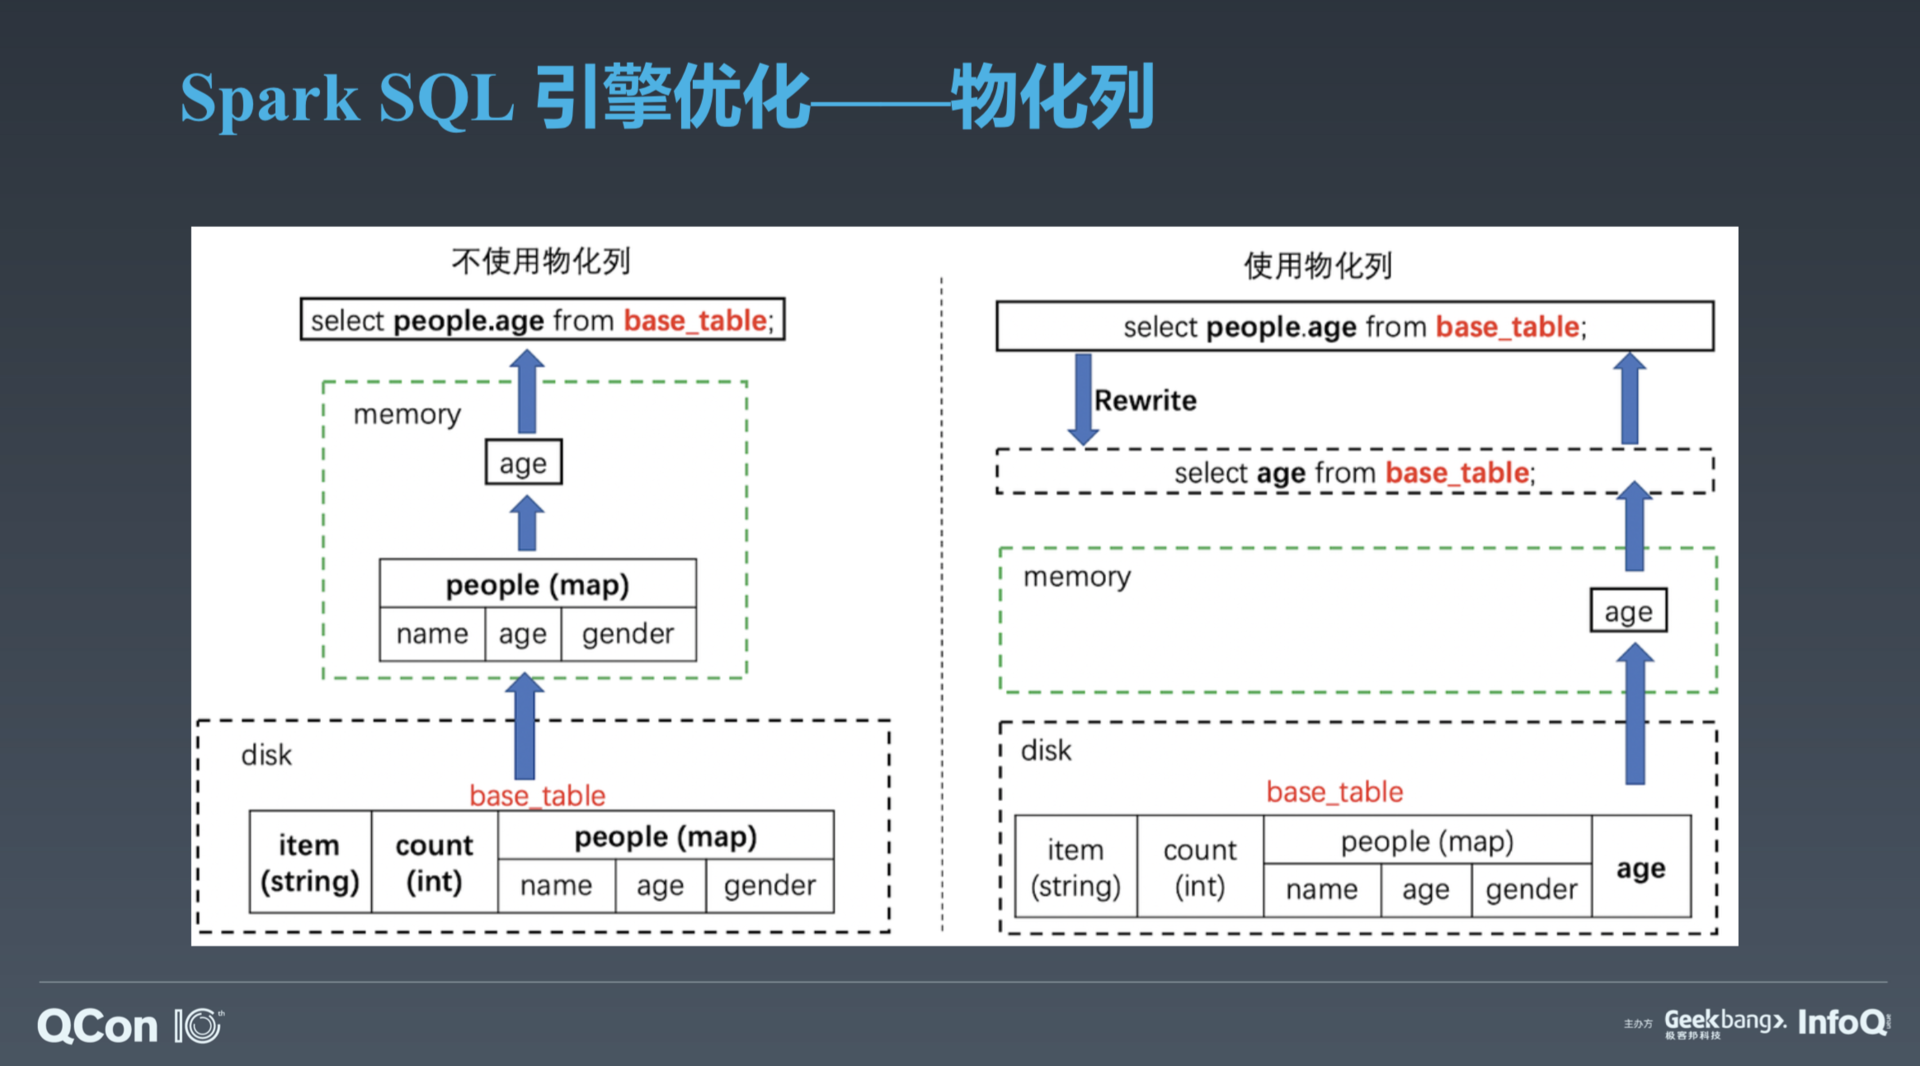 Spark SQL 引擎优化——物化列
不使用物化列
select people.age from base_table;
memory
age
people (map)
name age gender
disk
base_table
item (string) count (int) people (map)
name age gender
使用物化列
select people.age from base_table;
Rewrite
select age from base_table;
memory
age
disk
base_table
item (string) count (int) people (map) age
name age gender
QCon 10th
主办方 Geekbang>. 极客邦科技 InfoQ